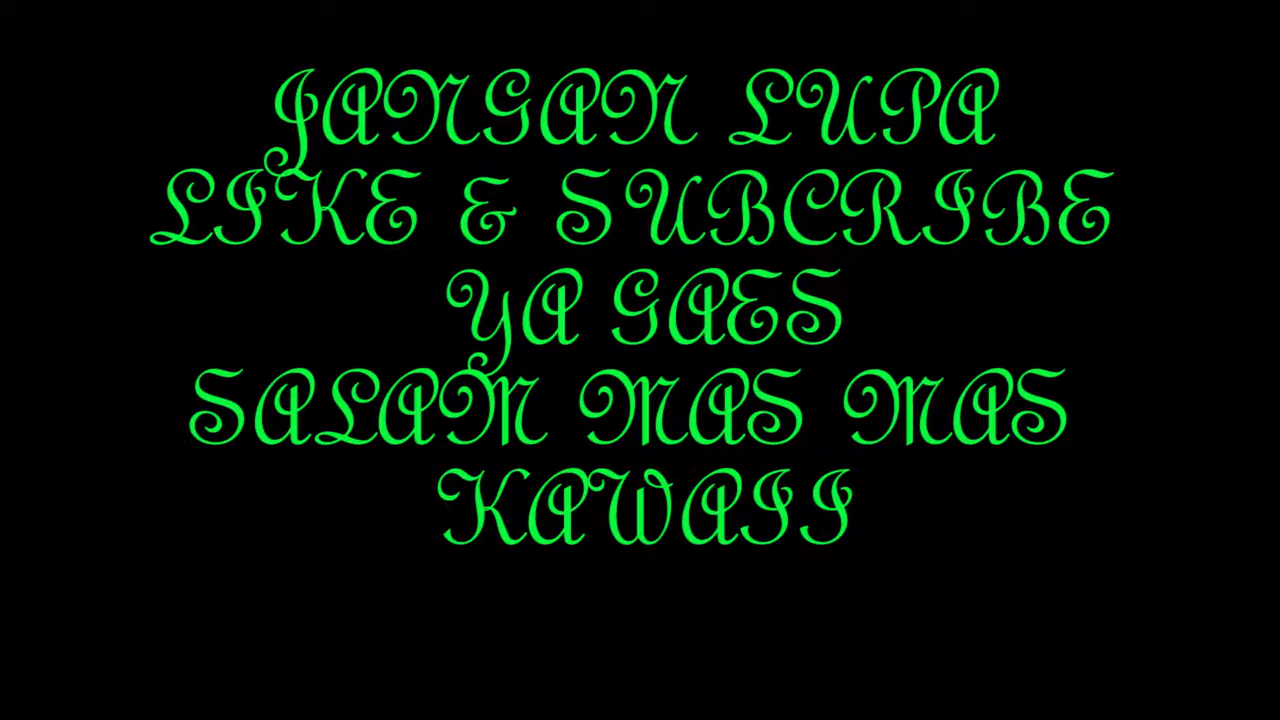 JANGAN LUPA
LIKE & SUBCRIBE
YA GAES
SALAM MAS MAS
KAWAII